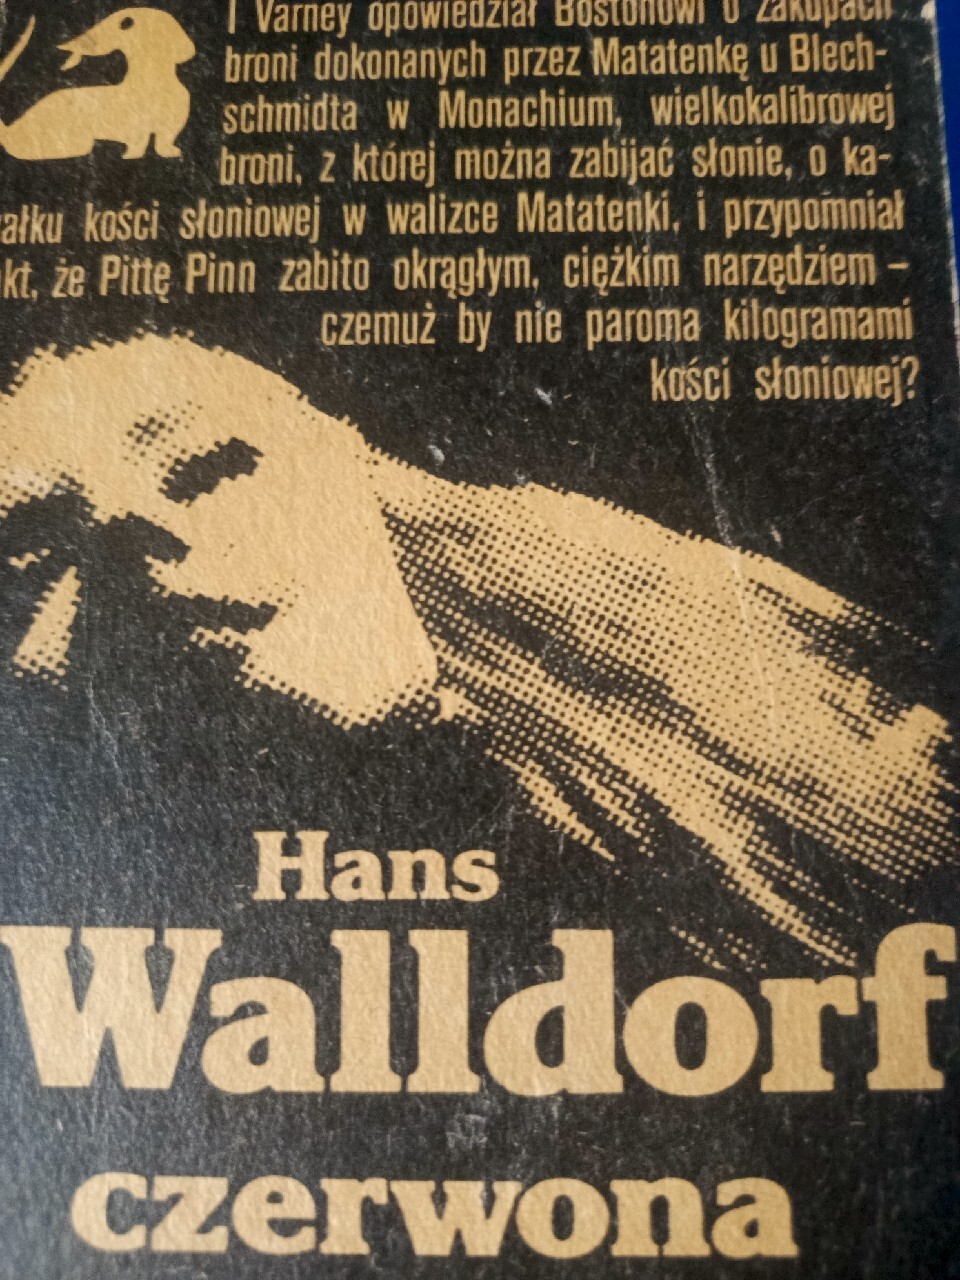 I Varney opowiedział Bostonowi o zakupach
broni dokonanych przez Matatenkę u Blech-
schmidta w Monachium, wielkokalibrowej
broni, z której można zabijać słonie, o ka-
ałku kości słoniowej w walizce Matatenki, i przypomniał
kt, że Pittę Pinn zabito okrągłym, ciężkim narzędziem –
czemuż by nie paroma kilogramami
kości słoniowej?
Hans
Walldorf
czerwona